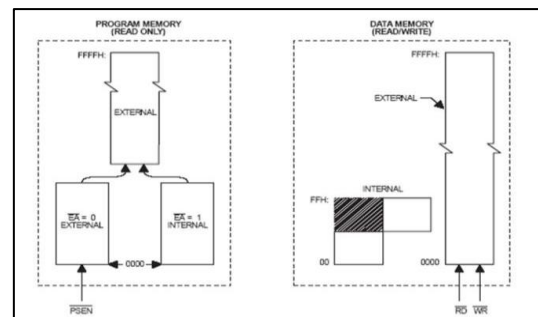 PROGRAM MEMORY
(READ ONLY)
FFFFH:
EXTERNAL
EA = 0
EXTERNAL
EA = 1
INTERNAL
0000
PSEN
DATA MEMORY
(READ/WRITE)
FFFFH:
EXTERNAL
INTERNAL
FFH:
00
0000
RD
WR